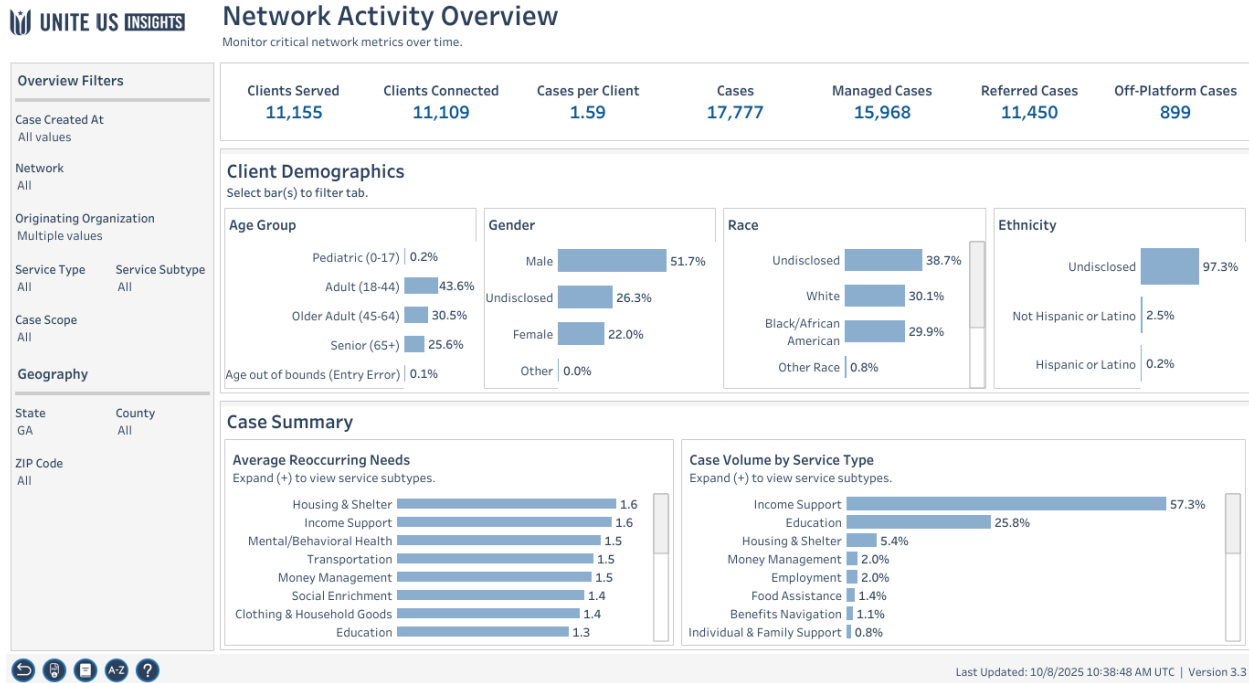 UNITE US INSIGHTS
Network Activity Overview
Monitor critical network metrics over time.
Overview Filters
Case Created At
All values
Network
All
Originating Organization
Multiple values
Service Type Service Subtype
All All
Case Scope
All
Geography
State County
GA All
ZIP Code
All
Clients Served Clients Connected Cases per Client Cases Managed Cases Referred Cases Off-Platform Cases
11,155 11,109 1.59 17,777 15,968 11,450 899
Client Demographics
Select bar(s) to filter tab.
Age Group
Pediatric (0-17) 0.2%
Adult (18-44) 43.6%
Older Adult (45-64) 30.5%
Senior (65+) 25.6%
Age out of bounds (Entry Error) 0.1%
Gender
Male 51.7%
Undisclosed 26.3%
Female 22.0%
Other 0.0%
Race
Undisclosed 38.7%
White 30.1%
Black/African
American 29.9%
Other Race 0.8%
Ethnicity
Undisclosed 97.3%
Not Hispanic or Latino 2.5%
Hispanic or Latino 0.2%
Case Summary
Average Reoccurring Needs
Expand (+) to view service subtypes.
Housing & Shelter 1.6
Income Support 1.6
Mental/Behavioral Health 1.5
Transportation 1.5
Money Management 1.5
Social Enrichment 1.4
Clothing & Household Goods 1.4
Education 1.3
Case Volume by Service Type
Expand (+) to view service subtypes.
Income Support 57.3%
Education 25.8%
Housing & Shelter 5.4%
Money Management 2.0%
Employment 2.0%
Food Assistance 1.4%
Benefits Navigation 1.1%
Individual & Family Support 0.8%
A-Z ?
Last Updated: 10/8/2025 10:38:48 AM UTC | Version 3.3